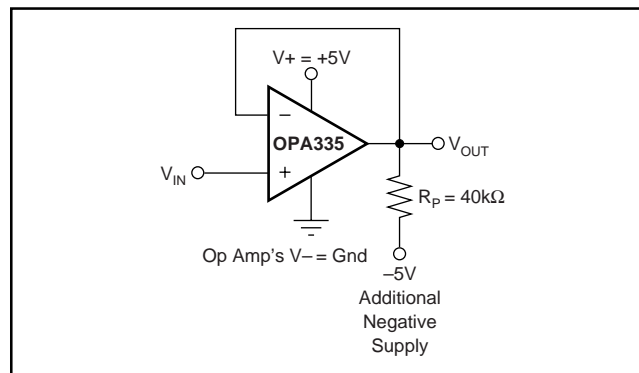 V+ = +5V
−
OPA335
V_OUT
V_IN
+
R_P = 40kΩ
Op Amp's V– = Gnd
–5V
Additional
Negative
Supply